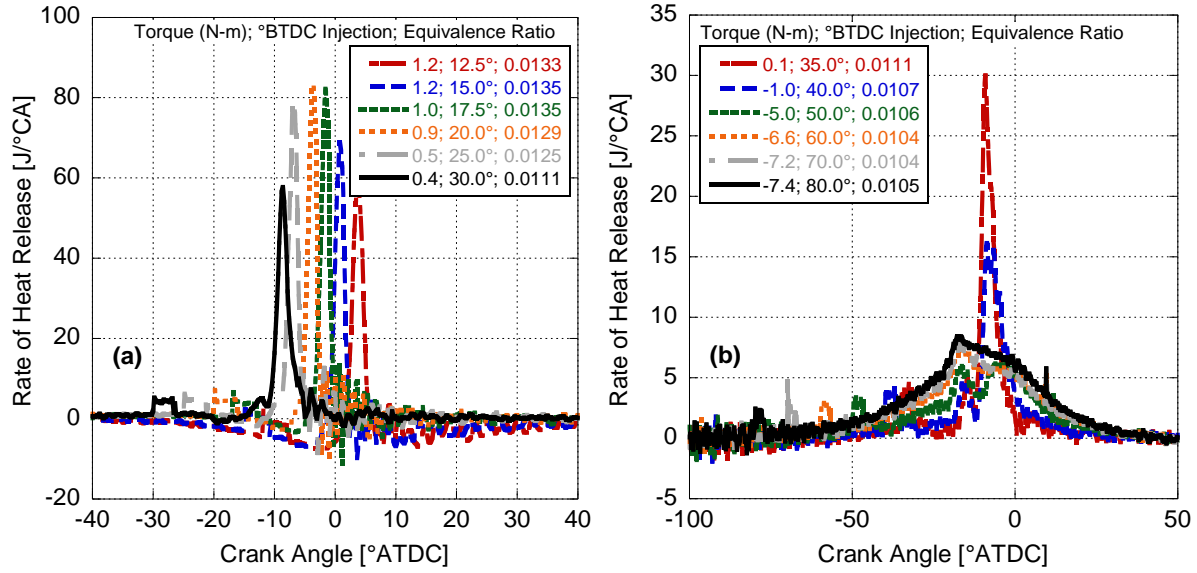 Torque (N-m); °BTDC Injection; Equivalence Ratio
1.2; 12.5°; 0.0133
1.2; 15.0°; 0.0135
1.0; 17.5°; 0.0135
0.9; 20.0°; 0.0129
0.5; 25.0°; 0.0125
0.4; 30.0°; 0.0111
Rate of Heat Release [J/°CA]
100
80
60
40
20
0
-20
(a)
-40 -30 -20 -10 0 10 20 30 40
Crank Angle [°ATDC]
Torque (N-m); °BTDC Injection; Equivalence Ratio
0.1; 35.0°; 0.0111
-1.0; 40.0°; 0.0107
-5.0; 50.0°; 0.0106
-6.6; 60.0°; 0.0104
-7.2; 70.0°; 0.0104
-7.4; 80.0°; 0.0105
Rate of Heat Release [J/°CA]
35
30
25
20
15
10
5
0
-5
(b)
-100 -50 0 50
Crank Angle [°ATDC]